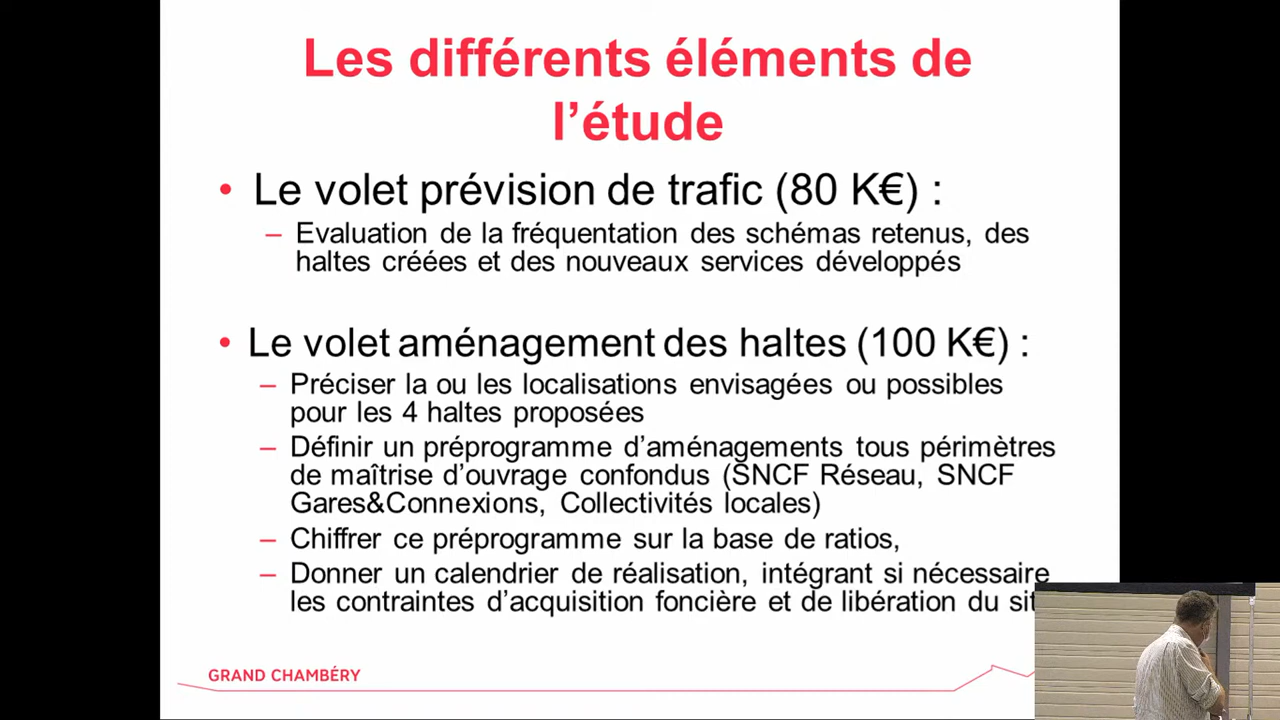 Les différents éléments de
l’étude
• Le volet prévision de trafic (80 K€) :
– Evaluation de la fréquentation des schémas retenus, des
haltes créées et des nouveaux services développés
• Le volet aménagement des haltes (100 K€) :
– Préciser la ou les localisations envisagées ou possibles
pour les 4 haltes proposées
– Définir un préprogramme d’aménagements tous périmètres
de maîtrise d’ouvrage confondus (SNCF Réseau, SNCF
Gares&Connexions, Collectivités locales)
– Chiffrer ce préprogramme sur la base de ratios,
– Donner un calendrier de réalisation, intégrant si nécessaire
les contraintes d’acquisition foncière et de libération du
GRAND CHAMBÉRY